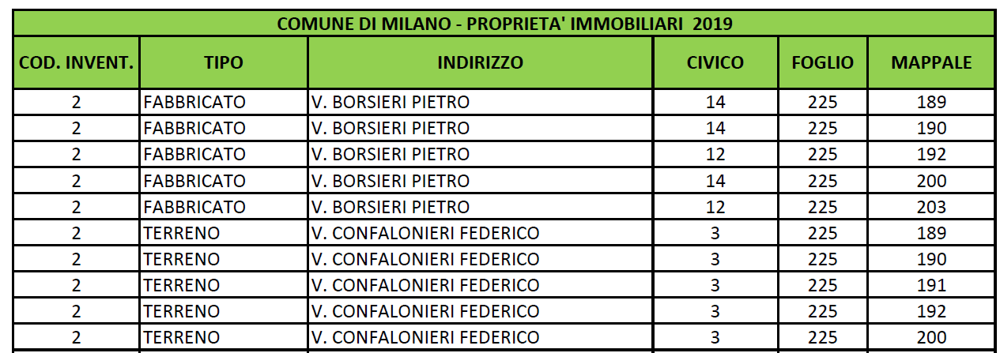 COMUNE DI MILANO - PROPRIETA' IMMOBILIARI 2019
COD. INVENT. TIPO INDIRIZZO CIVICO FOGLIO MAPPALE
2 FABBRICATO V. BORSIERI PIETRO 14 225 189
2 FABBRICATO V. BORSIERI PIETRO 14 225 190
2 FABBRICATO V. BORSIERI PIETRO 12 225 192
2 FABBRICATO V. BORSIERI PIETRO 14 225 200
2 FABBRICATO V. BORSIERI PIETRO 12 225 203
2 TERRENO V. CONFALONIERI FEDERICO 3 225 189
2 TERRENO V. CONFALONIERI FEDERICO 3 225 190
2 TERRENO V. CONFALONIERI FEDERICO 3 225 191
2 TERRENO V. CONFALONIERI FEDERICO 3 225 192
2 TERRENO V. CONFALONIERI FEDERICO 3 225 200